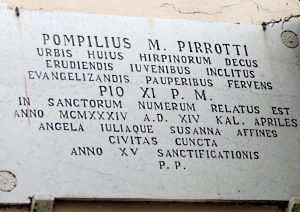 POMPILIUS M. PIRROTTI
URBIS HUIUS HIRPINORUM DECUS
ERUDIENDIS IUVENIBUS INCLITUS
EVANGELIZANDIS PAUPERIBUS FERVENS
PIO XI P. M.
IN SANCTORUM NUMERUM RELATUS EST
ANNO MCMXXXIV A.D. XIV KAL. APRILES
ANGELA IULIAQUE SUSANNA AFFINES
CIVITAS CUNCTA
ANNO XV SANCTIFICATIONIS
P. P.